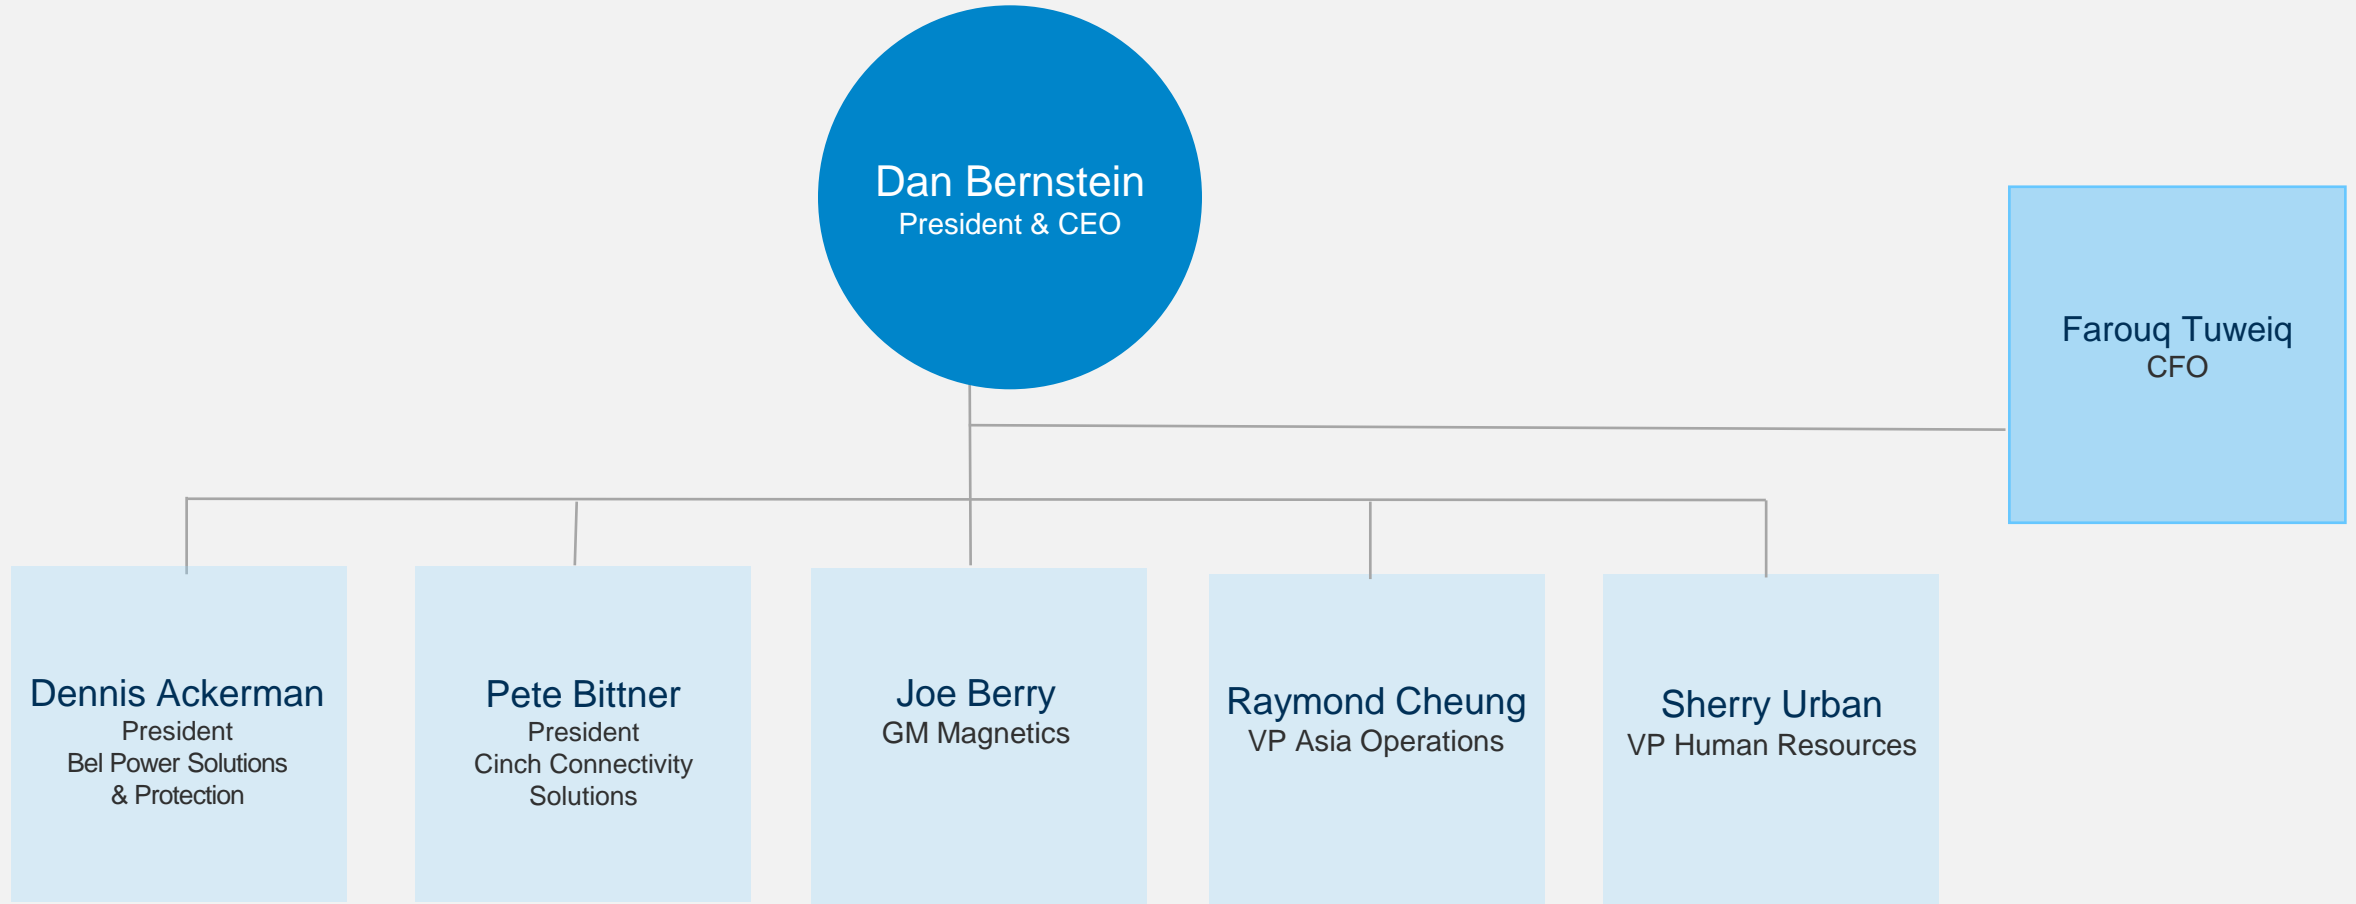 Dan Bernstein
President & CEO
Farouq Tuweiq
CFO
Dennis Ackerman
President
Bel Power Solutions
& Protection
Pete Bittner
President
Cinch Connectivity
Solutions
Joe Berry
GM Magnetics
Raymond Cheung
VP Asia Operations
Sherry Urban
VP Human Resources